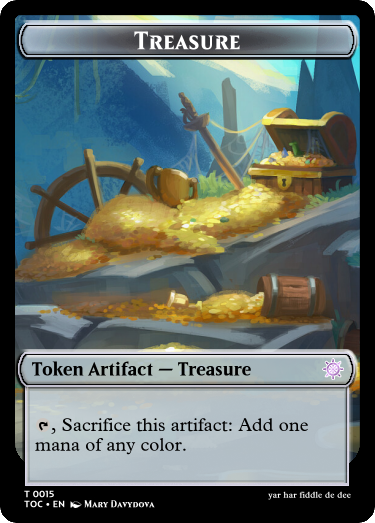 Treasure
Token Artifact — Treasure
, Sacrifice this artifact: Add one
mana of any color.
T 0015
TOC • EN Mary Davydova
yar har fiddle de dee